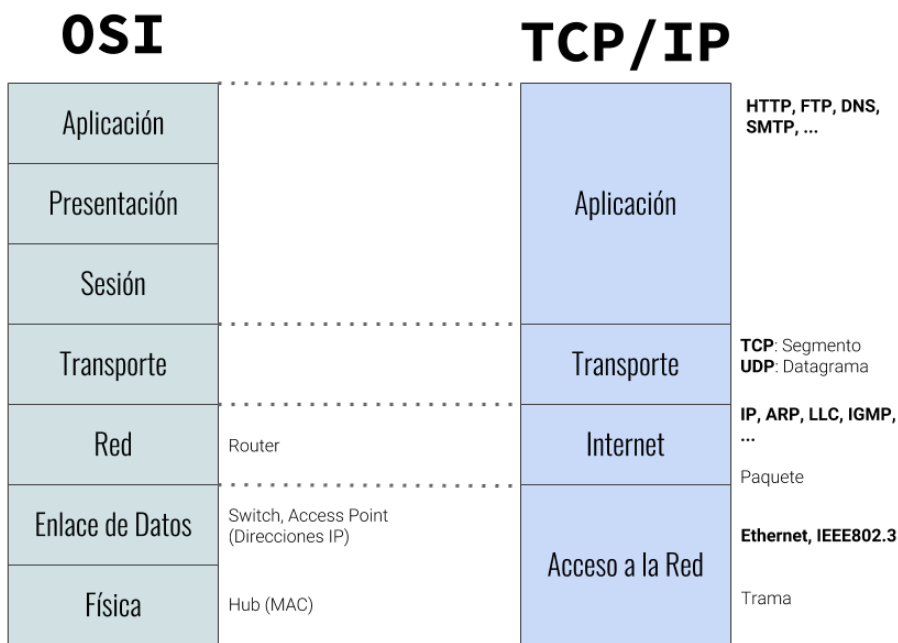 OSI
TCP/IP
Aplicación
Presentación
Sesión
Transporte
Red
Router
Enlace de Datos
Switch, Access Point
(Direcciones IP)
Física
Hub (MAC)
Aplicación
HTTP, FTP, DNS,
SMTP, ...
Transporte
TCP: Segmento
UDP: Datagrama
Internet
IP, ARP, LLC, IGMP,
...
Paquete
Acceso a la Red
Ethernet, IEEE802.3
Trama